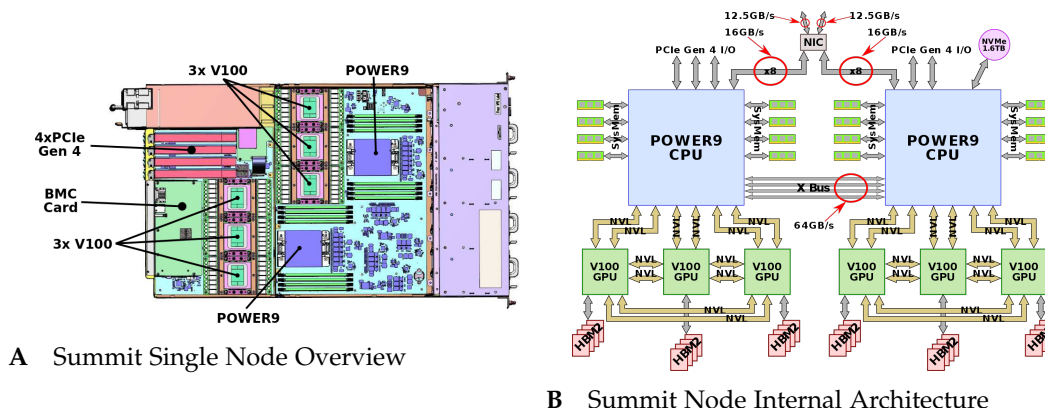 3x V100
POWER9
4xPCIe
Gen 4
BMC
Card
3x V100
POWER9
A Summit Single Node Overview
12.5GB/s
12.5GB/s
16GB/s
16GB/s
NIC
PCIe Gen 4 I/O
PCIe Gen 4 I/O
NVMe
1.6TB
x8
x8
SysMem
POWER9
CPU
SysMem
SysMem
POWER9
CPU
SysMem
X Bus
64GB/s
NVL
NVL
NVL
NVL
NVL
NVL
NVL
NVL
NVL
NVL
NVL
NVL
V100
GPU
NVL
NVL
V100
GPU
NVL
NVL
V100
GPU
V100
GPU
NVL
NVL
V100
GPU
NVL
NVL
V100
GPU
NVL
NVL
HBM2
HBM2
HBM2
HBM2
HBM2
HBM2
B Summit Node Internal Architecture